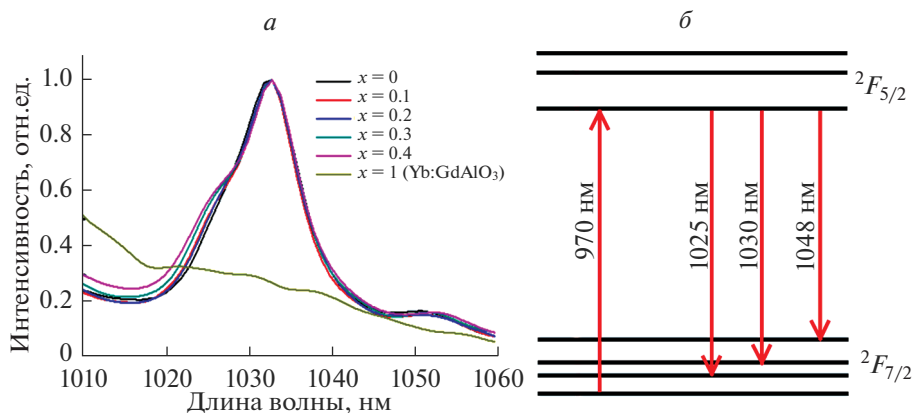 а
Интенсивность, отн.ед.
1.0
0.8
0.6
0.4
0.2
0
1010
1020
1030
1040
1050
1060
Длина волны, нм
x = 0
x = 0.1
x = 0.2
x = 0.3
x = 0.4
x = 1 (Yb:GdAlO₃)
б
²F₅/₂
970 нм
1025 нм
1030 нм
1048 нм
²F₇/₂